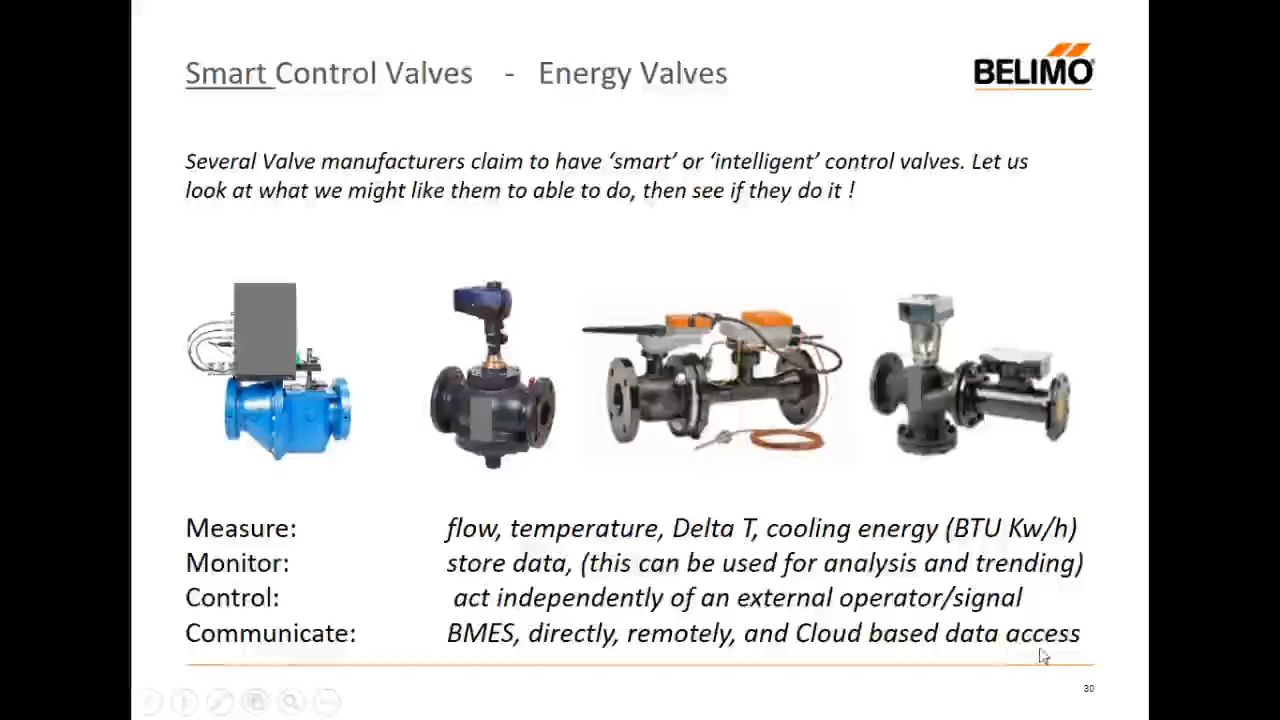 Smart Control Valves - Energy Valves
BELIMO
Several Valve manufacturers claim to have ‘smart’ or ‘intelligent’ control valves. Let us
look at what we might like them to able to do, then see if they do it !
Measure: flow, temperature, Delta T, cooling energy (BTU Kw/h)
Monitor: store data, (this can be used for analysis and trending)
Control: act independently of an external operator/signal
Communicate: BMES, directly, remotely, and Cloud based data access
30